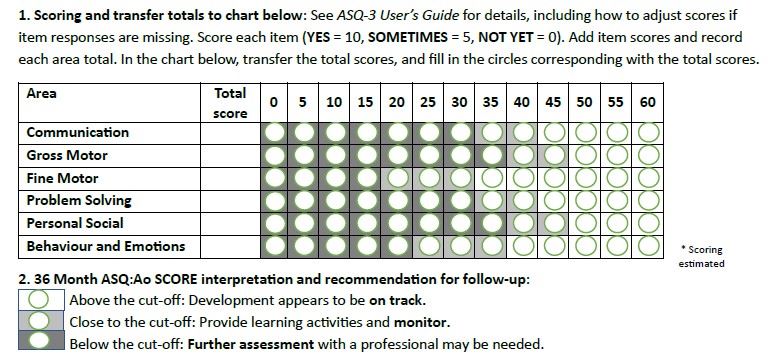 1. Scoring and transfer totals to chart below: See ASQ-3 User's Guide for details, including how to adjust scores if
item responses are missing. Score each item (YES = 10, SOMETIMES = 5, NOT YET = 0). Add item scores and record
each area total. In the chart below, transfer the total scores, and fill in the circles corresponding with the total scores.
Area Total score 0 5 10 15 20 25 30 35 40 45 50 55 60
Communication
Gross Motor
Fine Motor
Problem Solving
Personal Social
Behaviour and Emotions
* Scoring
estimated
2. 36 Month ASQ:Ao SCORE interpretation and recommendation for follow-up:
Above the cut-off: Development appears to be on track.
Close to the cut-off: Provide learning activities and monitor.
Below the cut-off: Further assessment with a professional may be needed.